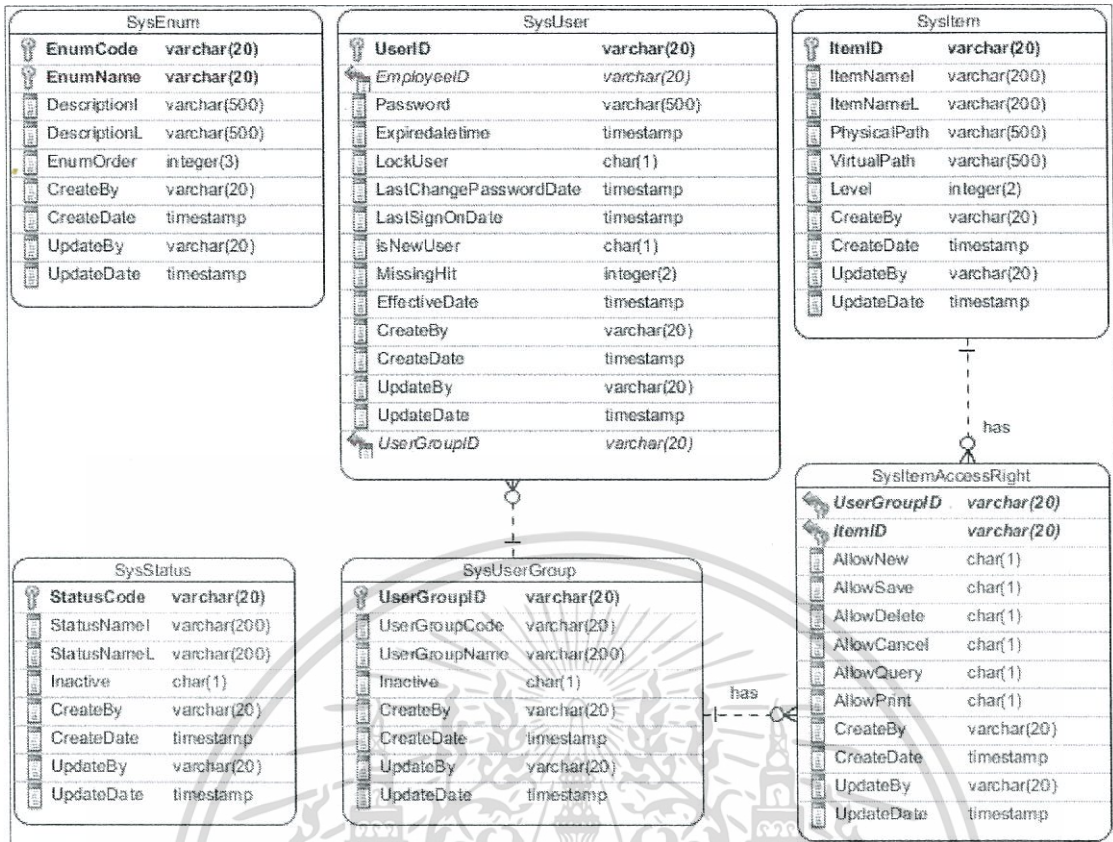 SysEnum
EnumCode varchar(20)
EnumName varchar(20)
DescriptionI varchar(500)
DescriptionL varchar(500)
EnumOrder integer(3)
CreateBy varchar(20)
CreateDate timestamp
UpdateBy varchar(20)
UpdateDate timestamp
SysUser
UserID varchar(20)
EmployeeID varchar(20)
Password varchar(500)
Expiredatetime timestamp
LockUser char(1)
LastChangePasswordDate timestamp
LastSignOnDate timestamp
isNewUser char(1)
MissingHit integer(2)
EffectiveDate timestamp
CreateBy varchar(20)
CreateDate timestamp
UpdateBy varchar(20)
UpdateDate timestamp
UserGroupID varchar(20)
SysItem
ItemID varchar(20)
ItemNameI varchar(200)
ItemNameL varchar(200)
PhysicalPath varchar(500)
VirtualPath varchar(500)
Level integer(2)
CreateBy varchar(20)
CreateDate timestamp
UpdateBy varchar(20)
UpdateDate timestamp
has
SysStatus
StatusCode varchar(20)
StatusNameI varchar(200)
StatusNameL varchar(200)
Inactive char(1)
CreateBy varchar(20)
CreateDate timestamp
UpdateBy varchar(20)
UpdateDate timestamp
SysUserGroup
UserGroupID varchar(20)
UserGroupCode varchar(20)
UserGroupName varchar(200)
Inactive char(1)
CreateBy varchar(20)
CreateDate timestamp
UpdateBy varchar(20)
UpdateDate timestamp
has
SysItemAccessRight
UserGroupID varchar(20)
ItemID varchar(20)
AllowNew char(1)
AllowSave char(1)
AllowDelete char(1)
AllowCancel char(1)
AllowQuery char(1)
AllowPrint char(1)
CreateBy varchar(20)
CreateDate timestamp
UpdateBy varchar(20)
UpdateDate timestamp